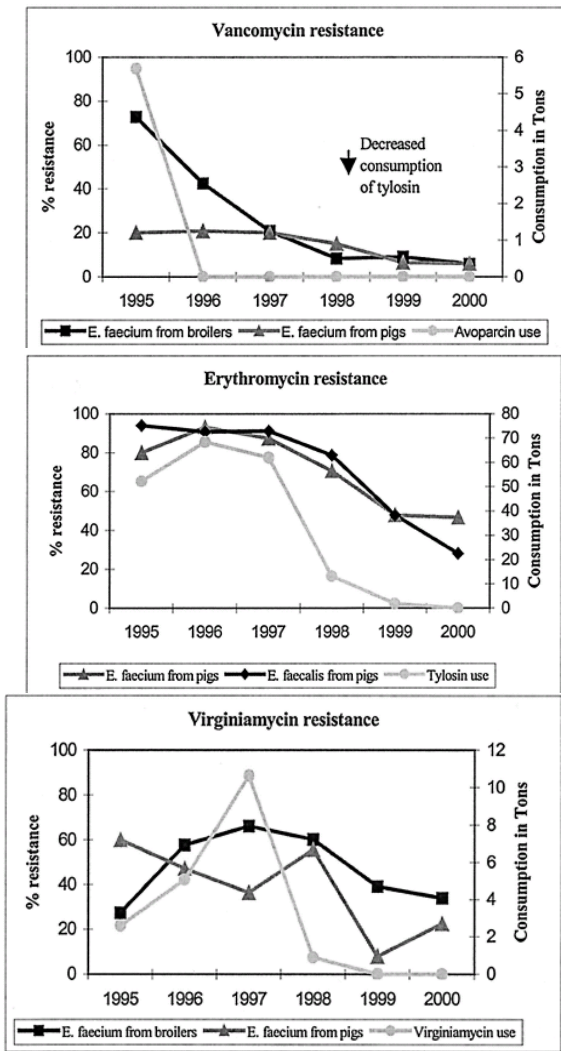 Vancomycin resistance
% resistance
100
80
60
40
20
0
6
5
4
3
2
1
0
Consumption in Tons
Decreased
consumption
of tylosin
1995 1996 1997 1998 1999 2000
E. faecium from broilers E. faecium from pigs Avoparcin use
Erythromycin resistance
% resistance
100
80
60
40
20
0
80
70
60
50
40
30
20
10
0
Consumption in Tons
1995 1996 1997 1998 1999 2000
E. faecium from pigs E. faecalis from pigs Tylosin use
Virginiamycin resistance
% resistance
100
80
60
40
20
0
12
10
8
6
4
2
0
Consumption in Tons
1995 1996 1997 1998 1999 2000
E. faecium from broilers E. faecium from pigs Virginiamycin use